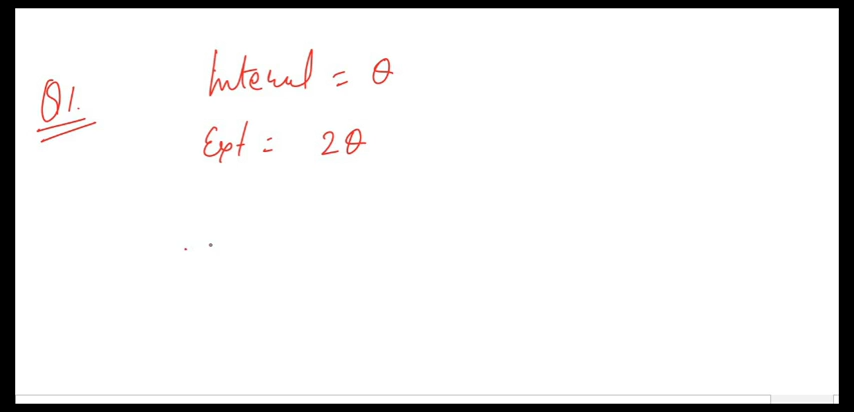 Q1.
Internal = θ
Ext = 2θ